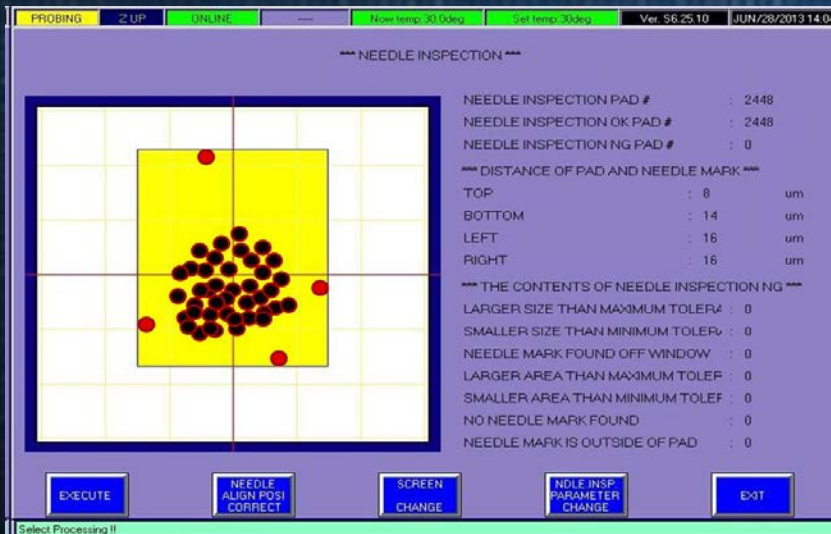 PROBING Z UP ONLINE ---- Now temp:30.0deg Set temp:30deg Ver. S6.25.10 JUN/28/2013 14:0
*** NEEDLE INSPECTION ***
NEEDLE INSPECTION PAD # : 2448
NEEDLE INSPECTION OK PAD # : 2448
NEEDLE INSPECTION NG PAD # : 0
*** DISTANCE OF PAD AND NEEDLE MARK ***
TOP : 8 um
BOTTOM : 14 um
LEFT : 16 um
RIGHT : 16 um
*** THE CONTENTS OF NEEDLE INSPECTION NG ***
LARGER SIZE THAN MAXIMUM TOLERA : 0
SMALLER SIZE THAN MINIMUM TOLERA : 0
NEEDLE MARK FOUND OFF WINDOW : 0
LARGER AREA THAN MAXIMUM TOLEF : 0
SMALLER AREA THAN MINIMUM TOLEF : 0
NO NEEDLE MARK FOUND : 0
NEEDLE MARK IS OUTSIDE OF PAD : 0
EXECUTE
NEEDLE
ALIGN POSI
CORRECT
SCREEN
CHANGE
NDLE INSP.
PARAMETER
CHANGE
EXIT
Select Processing !!